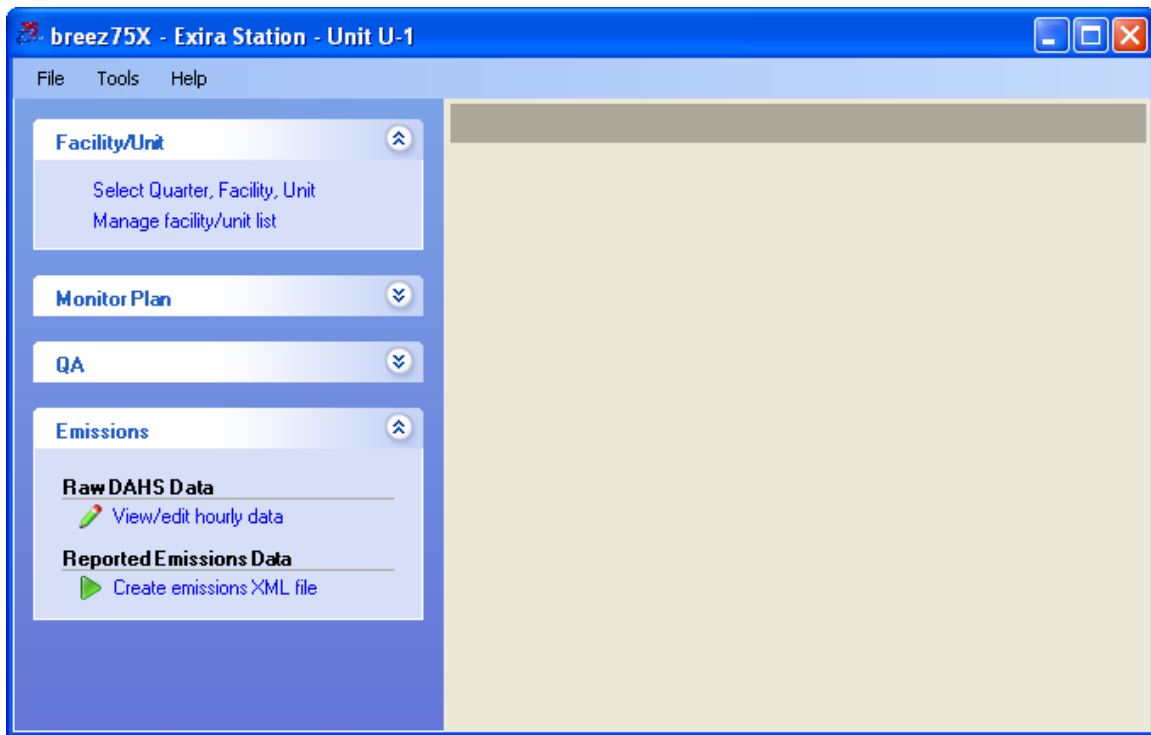 breez75X - Exira Station - Unit U-1
File Tools Help
Facility/Unit
Select Quarter, Facility, Unit
Manage facility/unit list
Monitor Plan
QA
Emissions
Raw DAHS Data
View/edit hourly data
Reported Emissions Data
Create emissions XML file